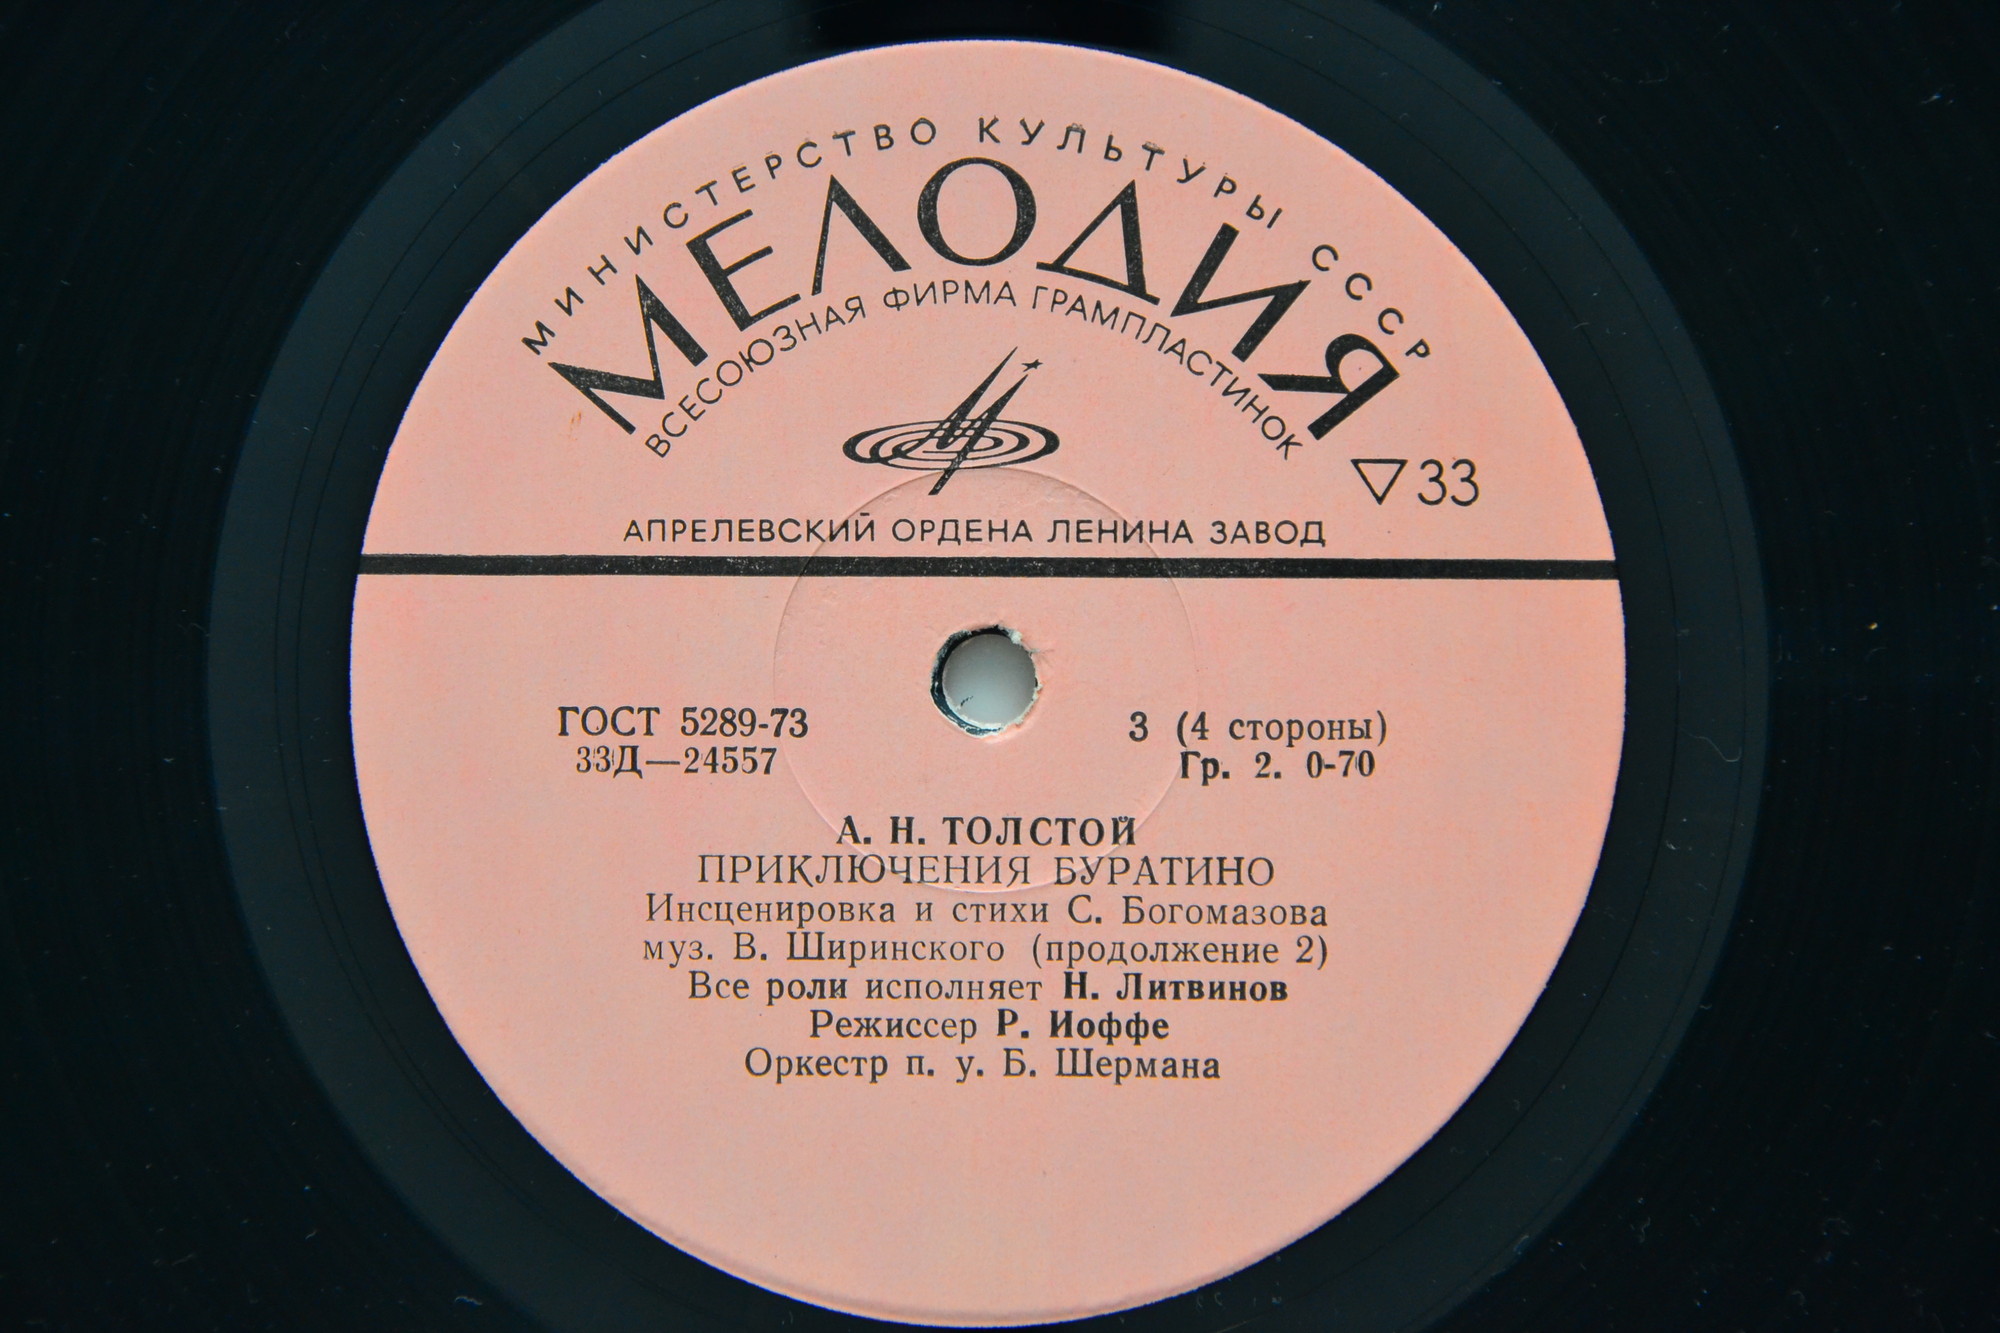 МИНИСТЕРСТВО КУЛЬТУРЫ СССР
МЕЛОДИЯ
ВСЕСОЮЗНАЯ ФИРМА ГРАМПЛАСТИНОК
▽33
АПРЕЛЕВСКИЙ ОРДЕНА ЛЕНИНА ЗАВОД
ГОСТ 5289-73
33Д—24557
3 (4 стороны)
Гр. 2. 0-70
А. Н. ТОЛСТОЙ
ПРИКЛЮЧЕНИЯ БУРАТИНО
Инсценировка и стихи С. Богомазова
муз. В. Ширинского (продолжение 2)
Все роли исполняет Н. Литвинов
Режиссер Р. Иоффе
Оркестр п. у. Б. Шермана